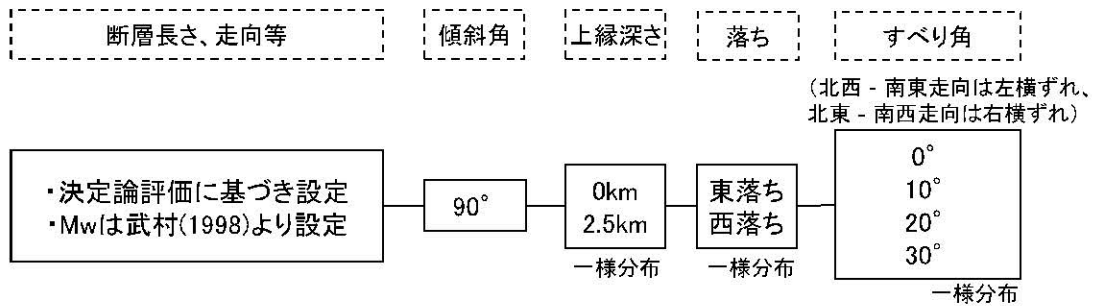 断層長さ、走向等
傾斜角
上縁深さ
落ち
すべり角
（北西 - 南東走向は左横ずれ、
北東 - 南西走向は右横ずれ）
・決定論評価に基づき設定
・Mwは武村(1998)より設定
90°
0km
2.5km
一様分布
東落ち
西落ち
一様分布
0°
10°
20°
30°
一様分布